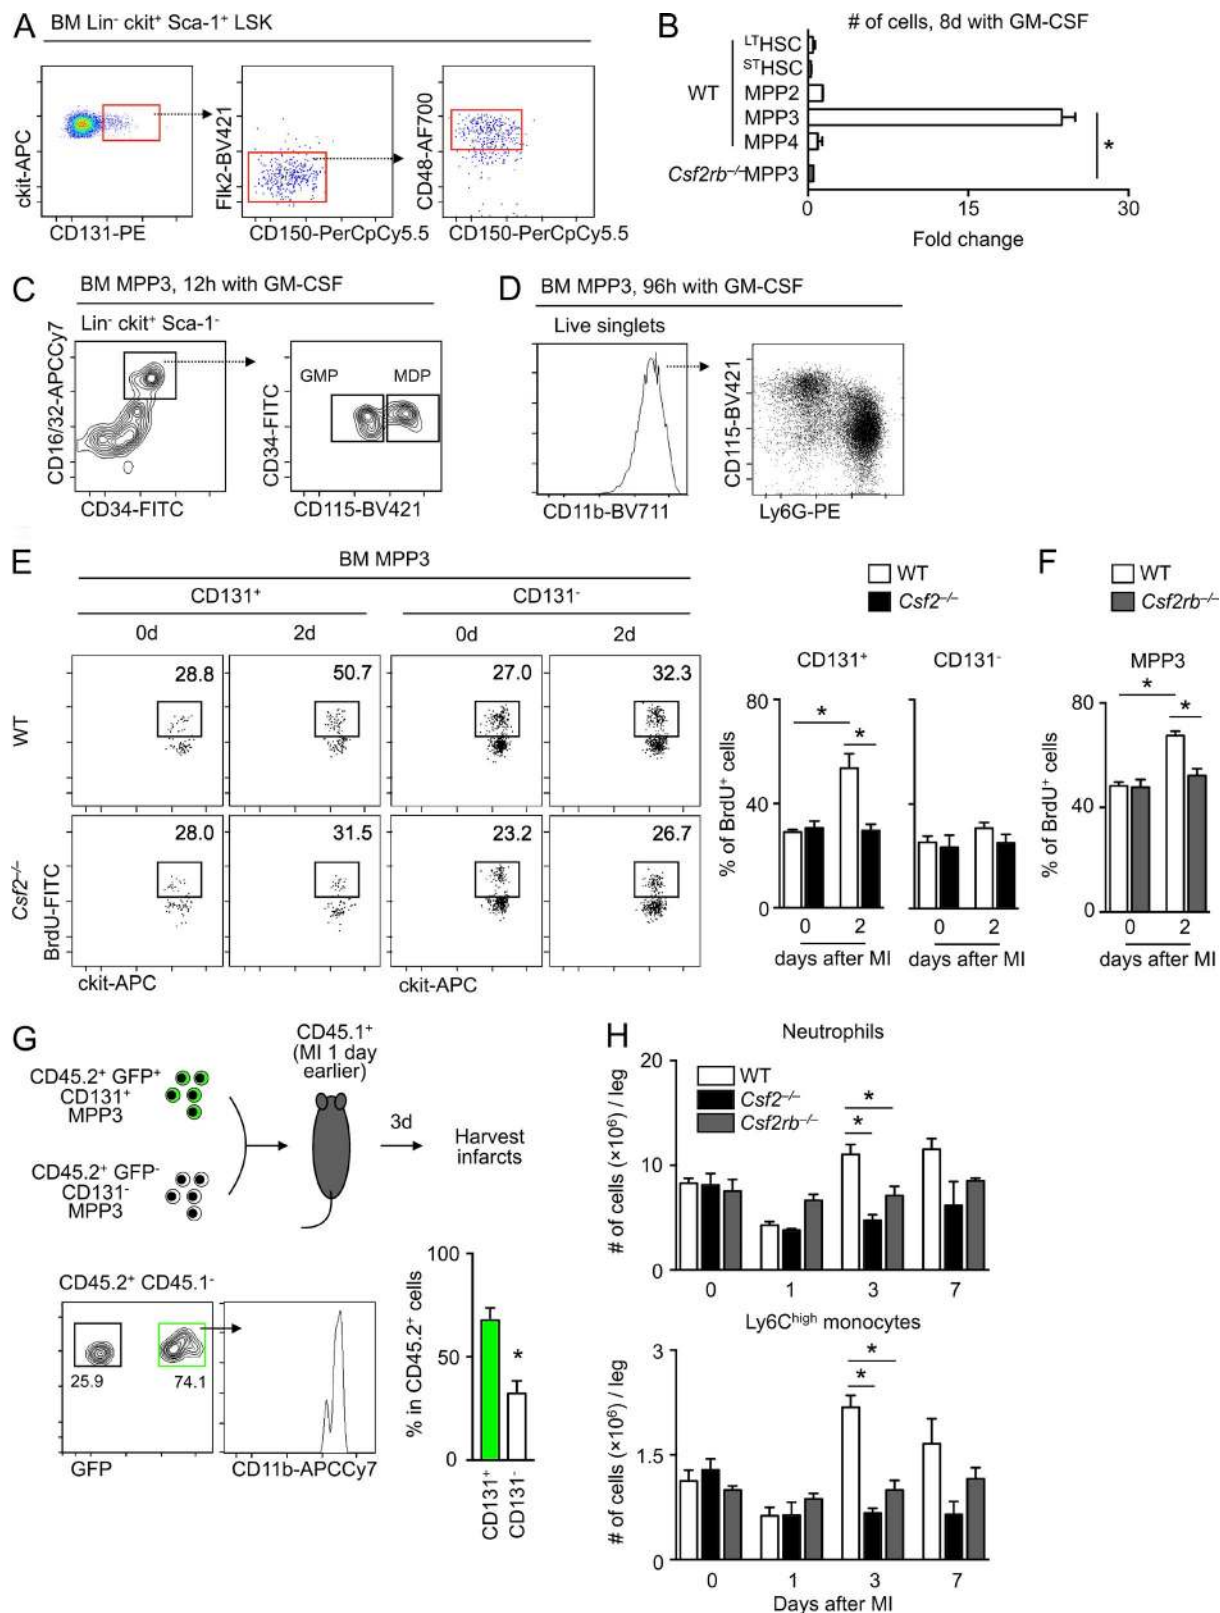 A
BM Lin⁻ ckit⁺ Sca-1⁺ LSK
ckit-APC
CD131-PE
Flk2-BV421
CD150-PerCpCy5.5
CD48-AF700
CD150-PerCpCy5.5
B
# of cells, 8d with GM-CSF
WT
ᴸᵀHSC
ˢᵀHSC
MPP2
MPP3
MPP4
Csf2rb⁻/⁻MPP3
*
0 15 30
Fold change
C
BM MPP3, 12h with GM-CSF
Lin⁻ ckit⁺ Sca-1⁻
CD16/32-APCCy7
CD34-FITC
GMP MDP
CD34-FITC
CD115-BV421
D
BM MPP3, 96h with GM-CSF
Live singlets
CD11b-BV711
CD115-BV421
Ly6G-PE
E
BM MPP3
CD131⁺ CD131⁻
0d 2d 0d 2d
WT
28.8 50.7 27.0 32.3
Csf2⁻/⁻
28.0 31.5 23.2 26.7
BrdU-FITC
ckit-APC ckit-APC
WT
Csf2⁻/⁻
CD131⁺ CD131⁻
% of BrdU⁺ cells
80
40
0
*
*
0 2 0 2
days after MI days after MI
F
WT
Csf2rb⁻/⁻
MPP3
% of BrdU⁺ cells
80
40
0
* *
0 2
days after MI
G
CD45.2⁺ GFP⁺
CD131⁺
MPP3
CD45.2⁺ GFP⁻
CD131⁻
MPP3
CD45.1⁺
(MI 1 day
earlier)
3d
Harvest
infarcts
CD45.2⁺ CD45.1⁻
25.9 74.1
GFP
CD11b-APCCy7
% in CD45.2⁺ cells
100
50
0
*
CD131⁺
CD131⁻
H
Neutrophils
WT
Csf2⁻/⁻
Csf2rb⁻/⁻
# of cells (×10⁶) / leg
20
10
0
*
*
0 1 3 7
Ly6Cʰⁱᵍʰ monocytes
# of cells (×10⁶) / leg
3
1.5
0
*
*
0 1 3 7
Days after MI